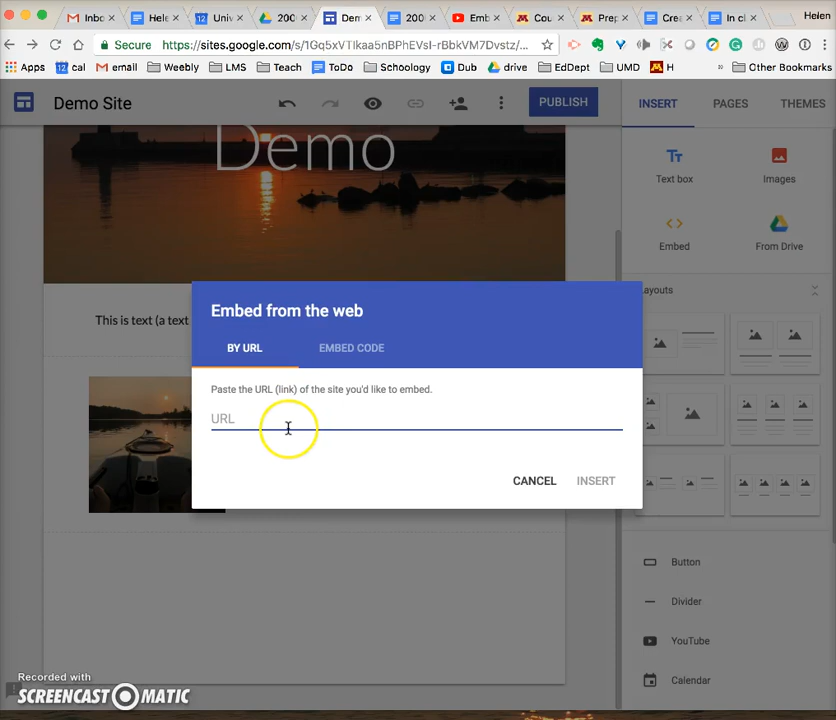 Inbc
Hele
Univ
200
Dem
200
Emb
Cou
Prep
Crea
In cl
Helen
Secure
https://sites.google.com/s/1Gq5xVTIkaa5nBPhEVsI-rBbkVM7Dvstz/...
Apps
cal
email
Weebly
LMS
Teach
ToDo
Schoology
Dub
drive
EdDept
UMD
H
»
Other Bookmarks
Demo Site
PUBLISH
INSERT
PAGES
THEMES
Demo
Text box
Images
Embed
From Drive
ayouts
Embed from the web
BY URL
EMBED CODE
This is text (a text
Paste the URL (link) of the site you'd like to embed.
URL
CANCEL
INSERT
Button
Divider
YouTube
Calendar
Recorded with
SCREENCAST-O-MATIC